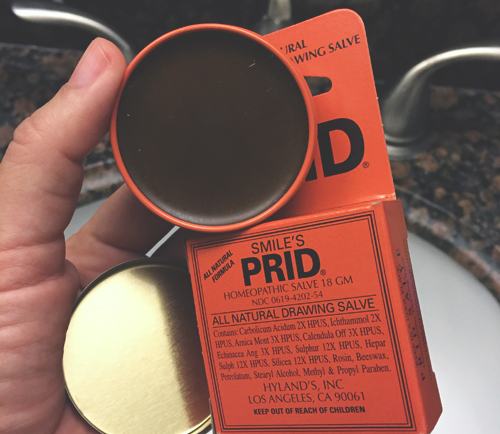 RAL
AWING SALVE
ID®
ALL NATURAL
FORMULA
SMILE'S
PRID®
HOMEOPATHIC SALVE 18 GM
NDC 0619-4202-54
ALL NATURAL DRAWING SALVE
Contains: Carbolicum Acidum 2X HPUS, Ichthammol 2X
HPUS, Arnica Mont 3X HPUS, Calendula Off 3X HPUS,
Echinacea Ang 3X HPUS, Sulphur 12X HPUS, Hepar
Sulph 12X HPUS, Silicea 12X HPUS, Rosin, Beeswax,
Petrolatum, Stearyl Alcohol, Methyl & Propyl Paraben.
HYLAND'S, INC
LOS ANGELES, CA 90061
KEEP OUT OF REACH OF CHILDREN